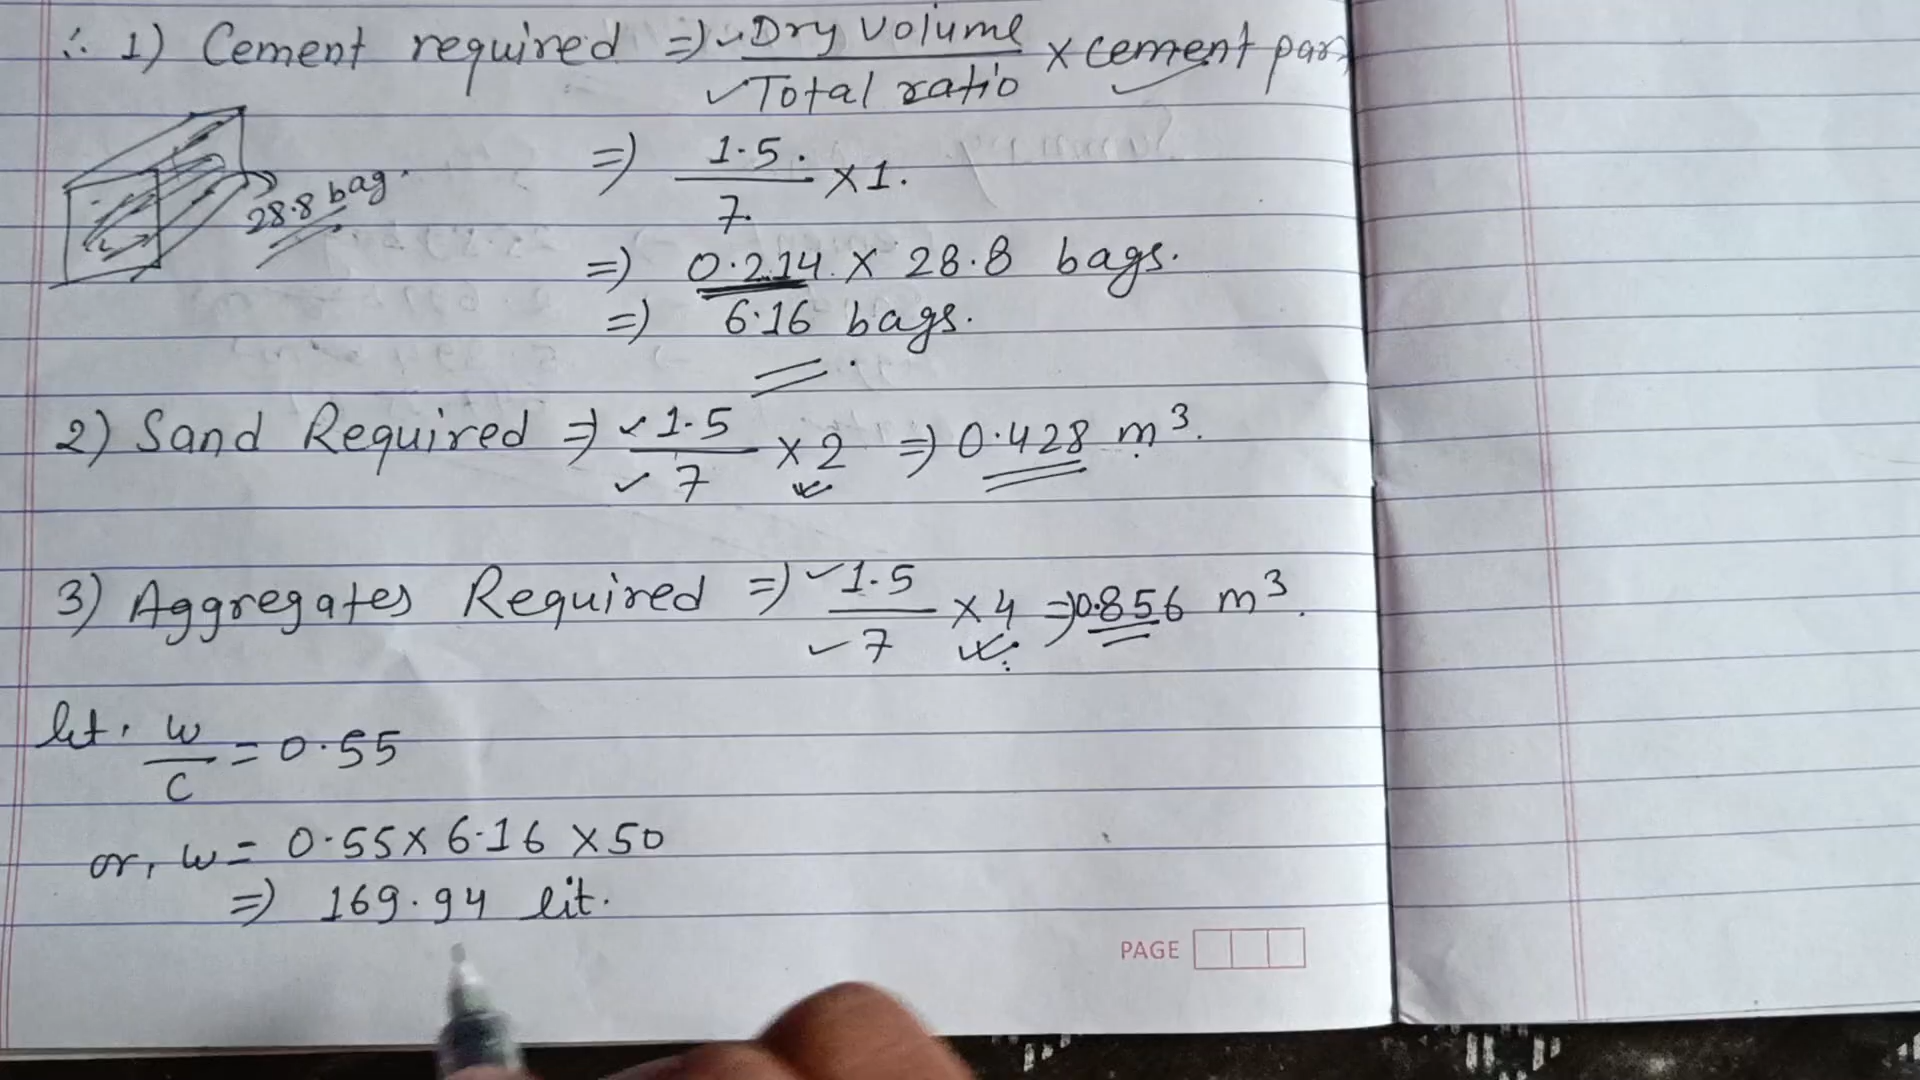 ∴ 1) Cement required ⇒ Dry Volume / Total ratio × cement part
28.8 bag.
⇒ 1.5 / 7 × 1.
⇒ 0.214 × 28.8 bags.
⇒ 6.16 bags.
2) Sand Required ⇒ 1.5 / 7 × 2 ⇒ 0.428 m³.
3) Aggregates Required ⇒ 1.5 / 7 × 4 ⇒ 0.856 m³.
let. w / c = 0.55
or, w = 0.55 × 6.16 × 50
⇒ 169.94 lit.
PAGE